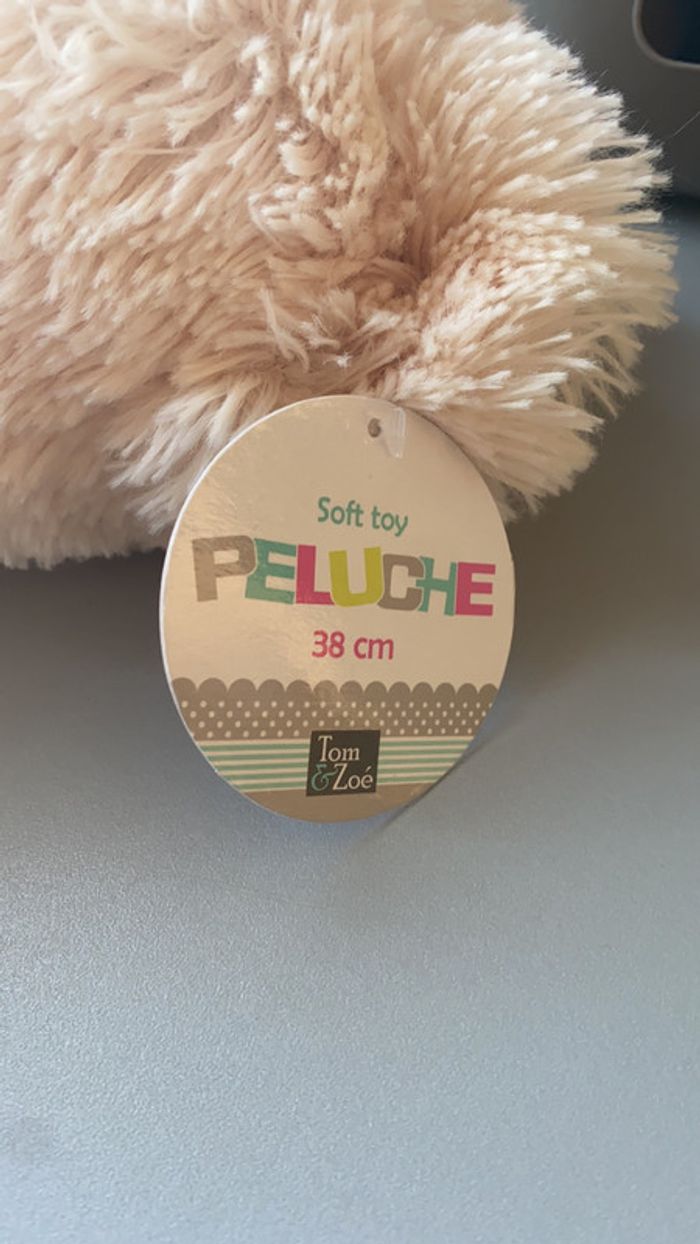 Soft toy
PELUCHE
38 cm
Tom
&Zoé